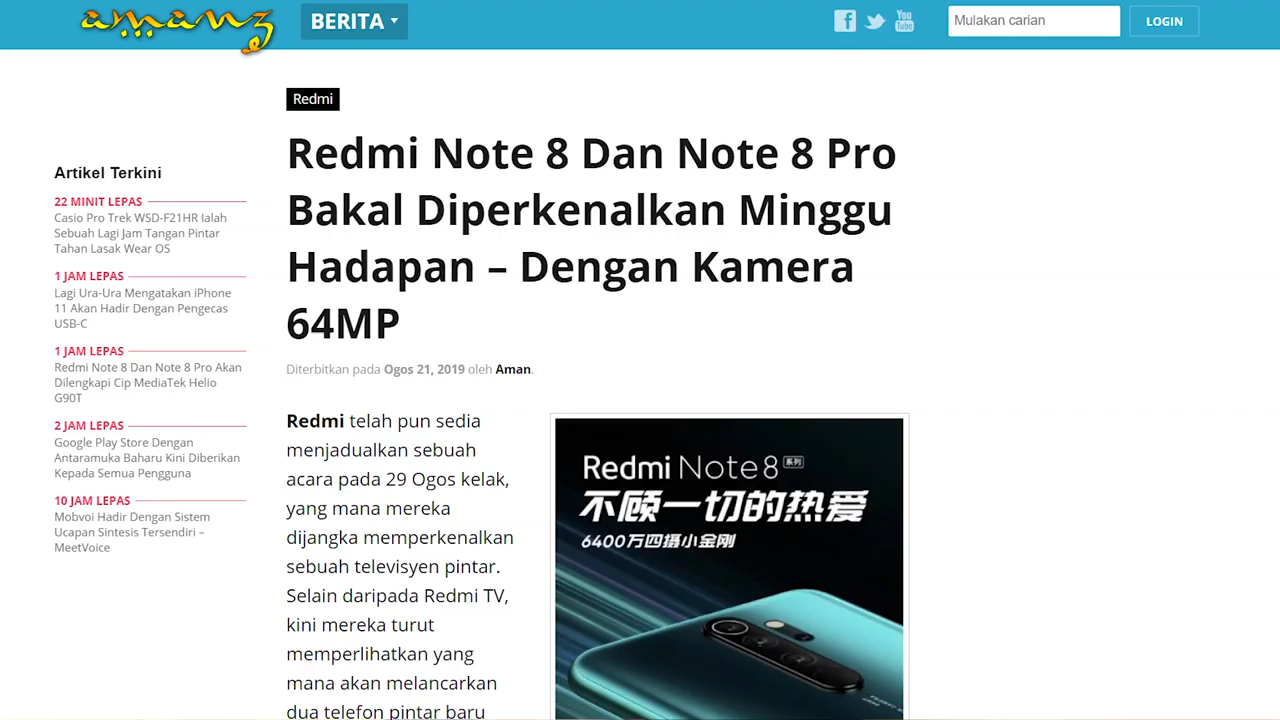 amanz
BERITA
Mulakan carian
LOGIN
Redmi
Redmi Note 8 Dan Note 8 Pro
Bakal Diperkenalkan Minggu
Hadapan – Dengan Kamera
64MP
Diterbitkan pada Ogos 21, 2019 oleh Aman.
Artikel Terkini
22 MINIT LEPAS
Casio Pro Trek WSD-F21HR Ialah
Sebuah Lagi Jam Tangan Pintar
Tahan Lasak Wear OS
1 JAM LEPAS
Lagi Ura-Ura Mengatakan iPhone
11 Akan Hadir Dengan Pengecas
USB-C
1 JAM LEPAS
Redmi Note 8 Dan Note 8 Pro Akan
Dilengkapi Cip MediaTek Helio
G90T
2 JAM LEPAS
Google Play Store Dengan
Antaramuka Baharu Kini Diberikan
Kepada Semua Pengguna
10 JAM LEPAS
Mobvoi Hadir Dengan Sistem
Ucapan Sintesis Tersendiri –
MeetVoice
Redmi telah pun sedia
menjadualkan sebuah
acara pada 29 Ogos kelak,
yang mana mereka
dijangka memperkenalkan
sebuah televisyen pintar.
Selain daripada Redmi TV,
kini mereka turut
memperlihatkan yang
mana akan melancarkan
dua telefon pintar baru
Redmi Note 8 系列
不顾一切的热爱
6400万四摄小金刚